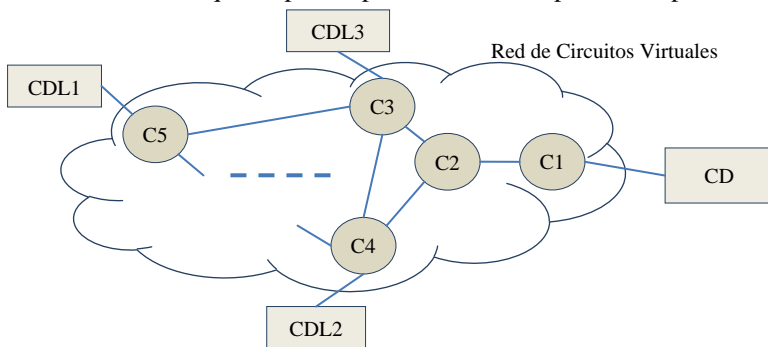 CDL3
Red de Circuitos Virtuales
CDL1
C3
C5
C2
C1
CD
C4
CDL2